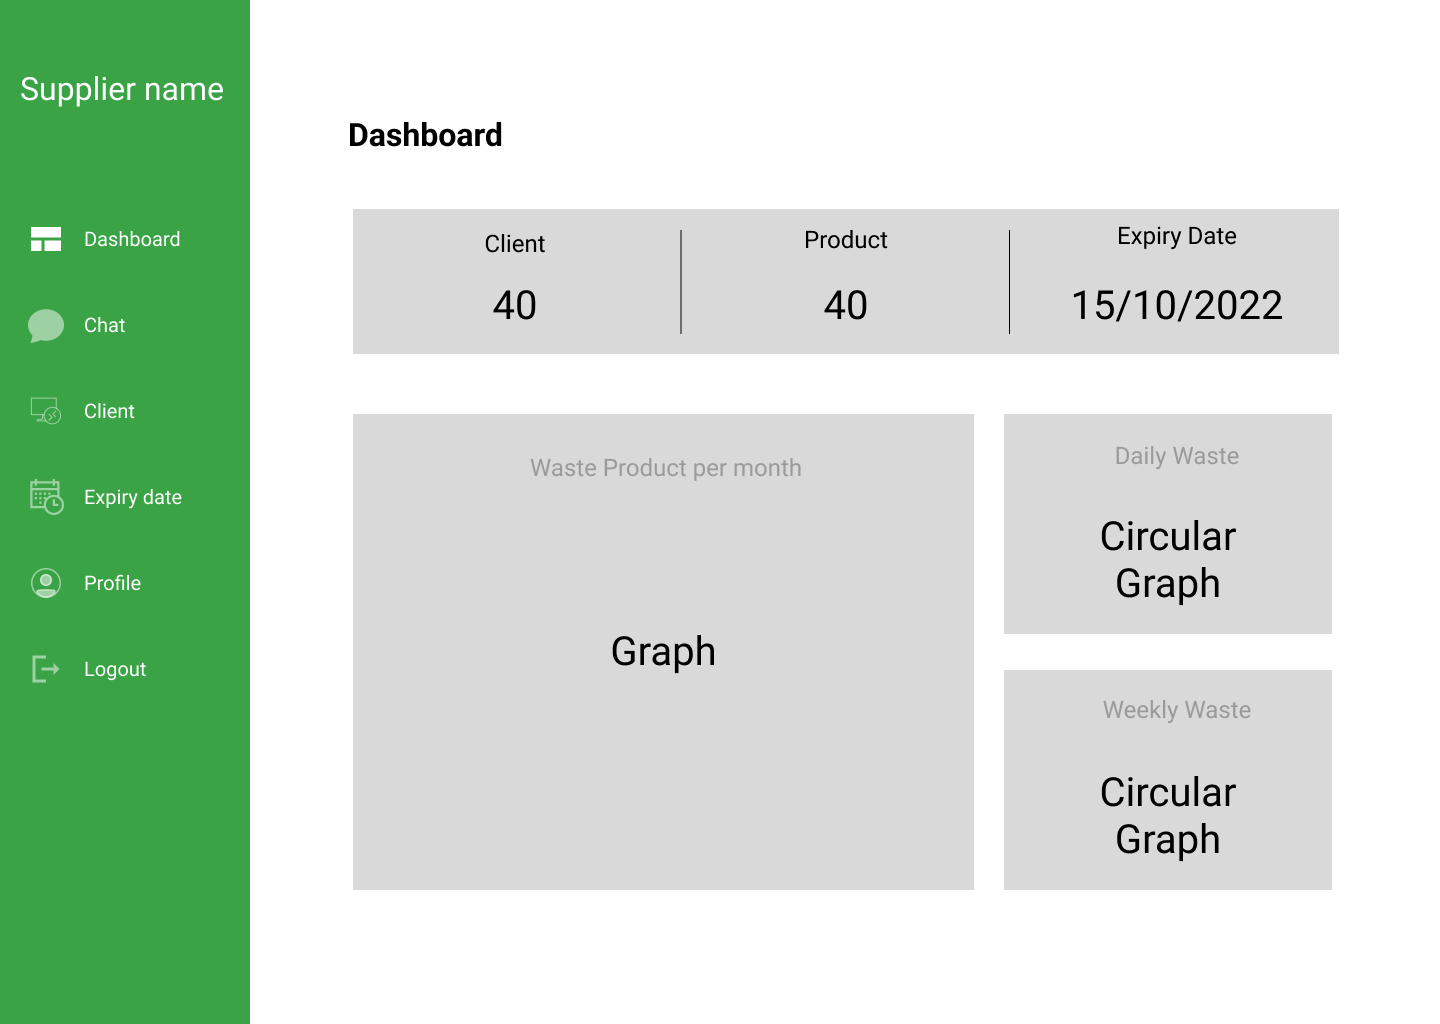 Supplier name
Dashboard
Chat
Client
Expiry date
Profile
Logout
Dashboard
Client
40
Product
40
Expiry Date
15/10/2022
Waste Product per month
Graph
Daily Waste
Circular
Graph
Weekly Waste
Circular
Graph